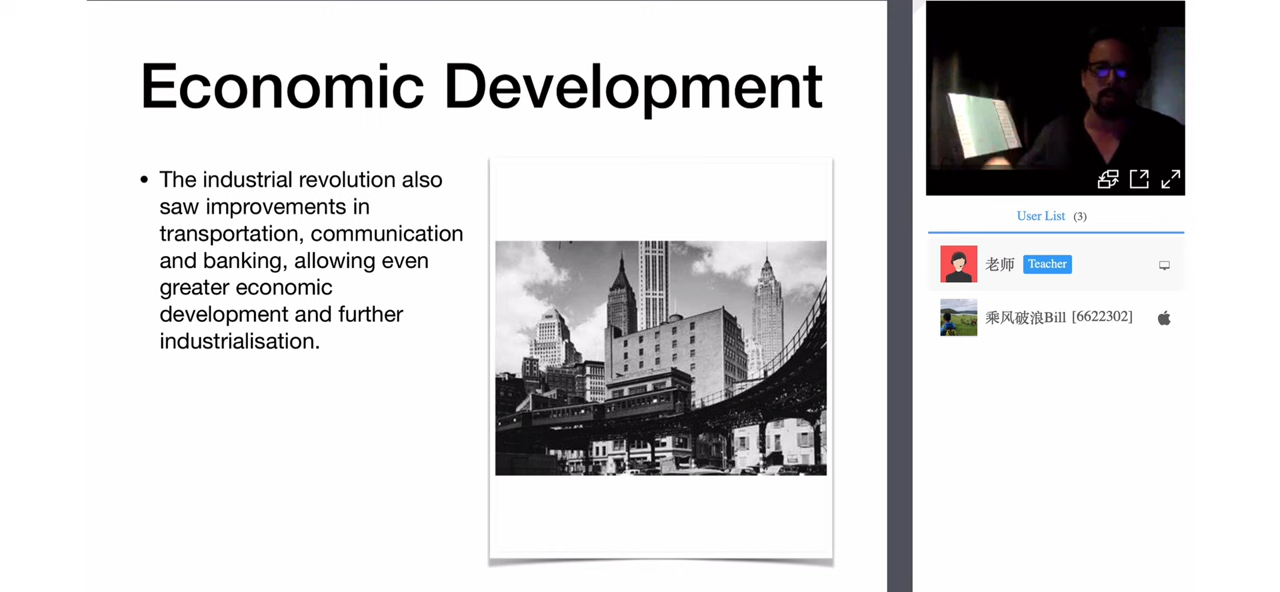 Economic Development
• The industrial revolution also
saw improvements in
transportation, communication
and banking, allowing even
greater economic
development and further
industrialisation.
User List (3)
老师 Teacher
乘风破浪Bill [6622302]